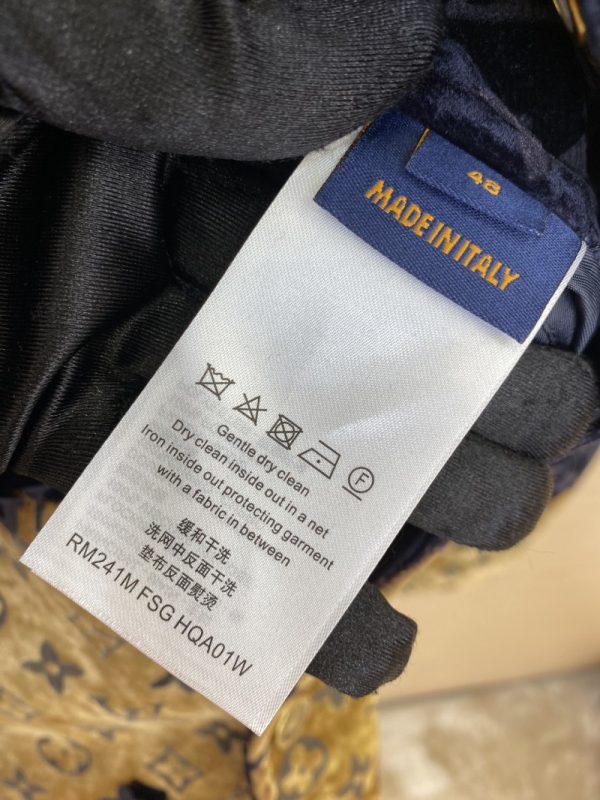 48
MADE IN ITALY
F
Gentle dry clean
Dry clean inside out in a net
Iron inside out protecting garment
with a fabric in between
缓和干洗
洗网中反面干洗
垫布反面熨烫
RM241M FSG HQA01W